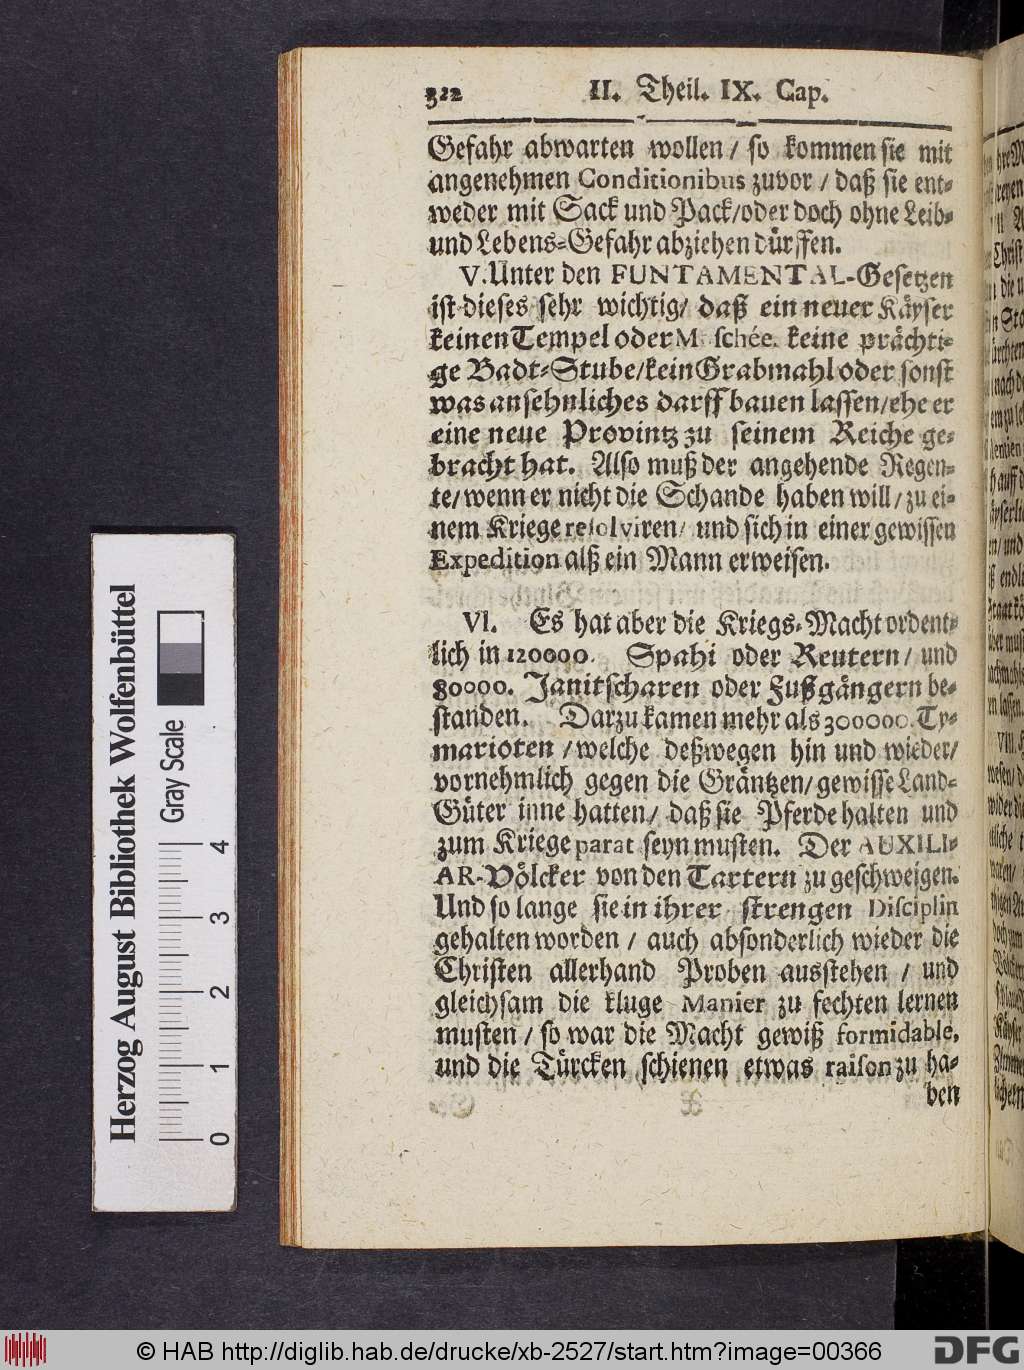 322 II. Theil. IX. Cap.
Gefahr abwarten wollen / so kommen sie mit
angenehmen Conditionibus zuvor / daß sie ent-
weder mit Sack und Pack/oder doch ohne Leib-
und Lebens-Gefahr abziehen dürffen.
V. Unter den FUNTAMENTAL-Gesetzen
ist dieses sehr wichtig/ daß ein neuer Käyser
keinen Tempel oder M schée. keine prächti-
ge Badt-Stube/kein Grabmahl oder sonst
was ansehnliches darff bauen lassen/ehe er
eine neue Provintz zu seinem Reiche ge-
bracht hat. Also muß der angehende Regen-
te/wenn er nicht die Schande haben will/zu ei-
nem Kriege resolviren/ und sich in einer gewissen
Expedition alß ein Mann erweisen.
VI. Es hat aber die Kriegs-Macht ordent-
lich in 120000. Spahi oder Reutern/ und
80000. Janitscharen oder Fußgängern be-
standen. Darzu kamen mehr als 300000. Ty-
marioten /welche deßwegen hin und wieder/
vornehmlich gegen die Gräntzen/gewisse Land-
Güter inne hatten/ daß sie Pferde halten und
zum Kriege parat seyn musten. Der AUXILI-
AR-Völcker von den Tartern zu geschweigen.
Und so lange sie in ihrer strengen Disciplin
gehalten worden / auch absonderlich wieder die
Christen allerhand Proben ausstehen / und
gleichsam die kluge Manier zu fechten lernen
musten / so war die Macht gewiß formidable,
und die Türcken schienen etwas raison zu ha-
ben
Herzog August Bibliothek Wolfenbüttel
Gray Scale
0 1 2 3 4
© HAB http://diglib.hab.de/drucke/xb-2527/start.htm?image=00366
DFG